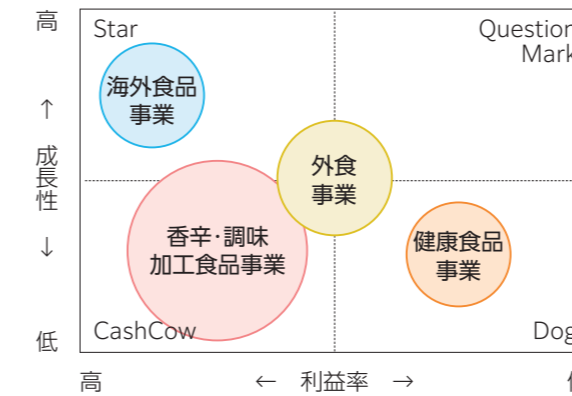 高
Star
Question
Mark
海外食品
事業
↑
成長性
↓
外食
事業
香辛･調味
加工食品事業
健康食品
事業
CashCow
Dog
低
高
← 利益率 →